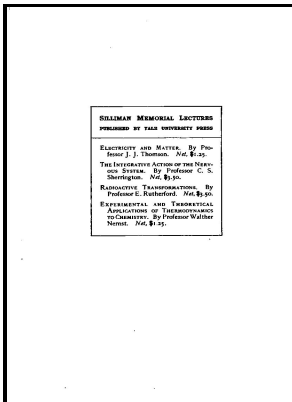 SILLIMAN MEMORIAL LECTURES
PUBLISHED BY YALE UNIVERSITY PRESS
ELECTRICITY AND MATTER. By Pro-
fessor J. J. Thomson. Net, $1.25.
THE INTEGRATIVE ACTION OF THE NERV-
OUS SYSTEM. By Professor C. S.
Sherrington. Net, $3.50.
RADIOACTIVE TRANSFORMATIONS. By
Professor E. Rutherford. Net, $3.50.
EXPERIMENTAL AND THEORETICAL
APPLICATIONS OF THERMODYNAMICS
TO CHEMISTRY. By Professor Walther
Nernst. Net, $1.25.